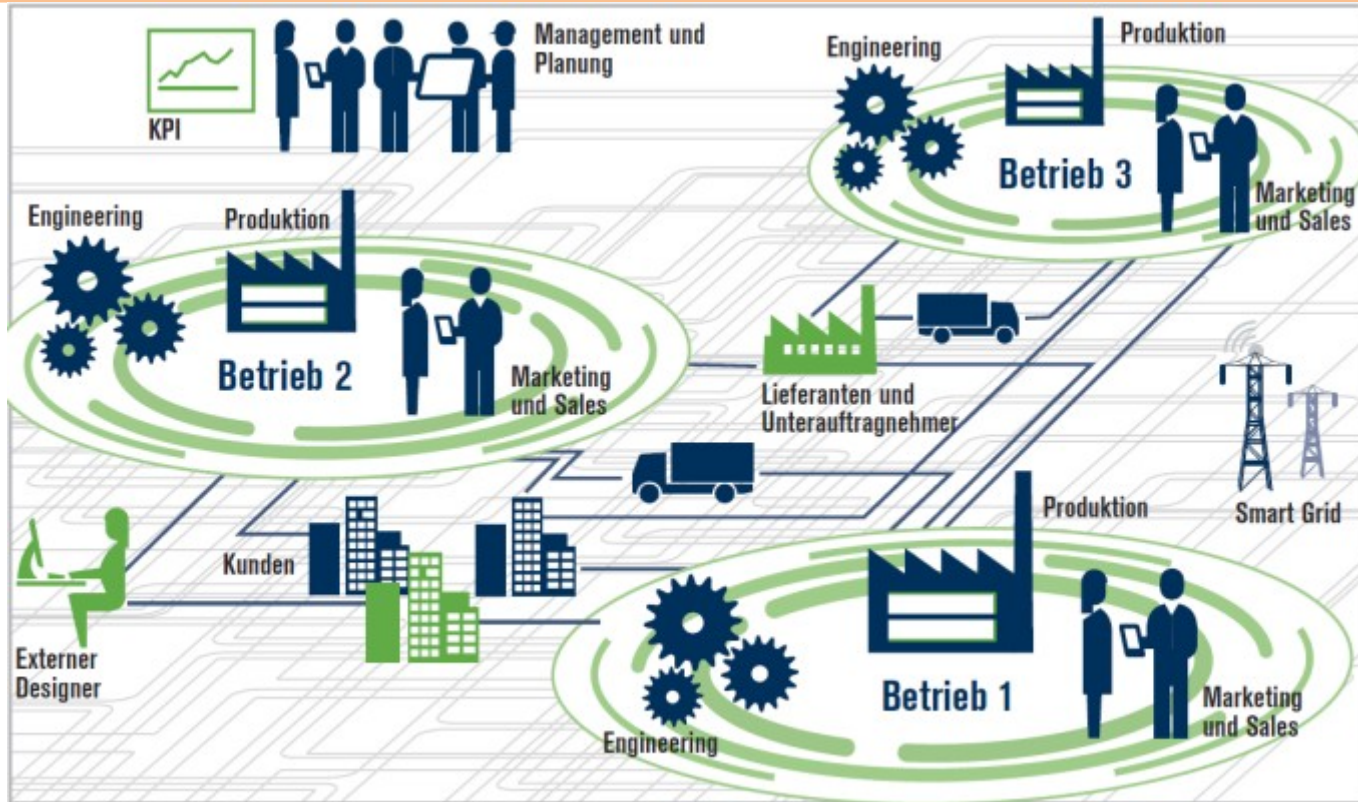 Management und
Planung
KPI
Engineering
Produktion
Betrieb 3
Marketing
und Sales
Engineering
Produktion
Betrieb 2
Marketing
und Sales
Lieferanten und
Unterauftragnehmer
Smart Grid
Kunden
Externer
Designer
Produktion
Betrieb 1
Engineering
Marketing
und Sales